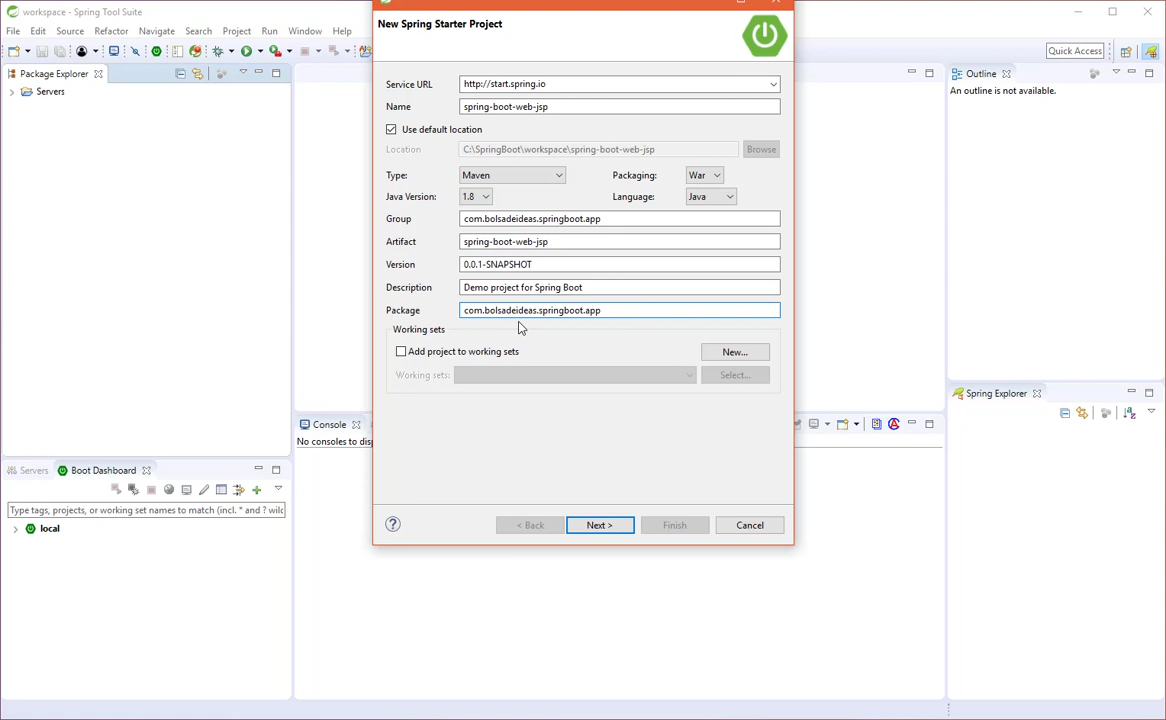 workspace - Spring Tool Suite
File Edit Source Refactor Navigate Search Project Run Window Help
Quick Access
Package Explorer
Servers
New Spring Starter Project
Service URL http://start.spring.io
Name spring-boot-web-jsp
Use default location
Location C:\SpringBoot\workspace\spring-boot-web-jsp Browse
Type: Maven Packaging: War
Java Version: 1.8 Language: Java
Group com.bolsadeideas.springboot.app
Artifact spring-boot-web-jsp
Version 0.0.1-SNAPSHOT
Description Demo project for Spring Boot
Package com.bolsadeideas.springboot.app
Working sets
Add project to working sets New...
Working sets: Select...
< Back Next > Finish Cancel
Outline
An outline is not available.
Spring Explorer
Console
No consoles to disp
Servers Boot Dashboard
Type tags, projects, or working set names to match (incl. * and ? wilc
local